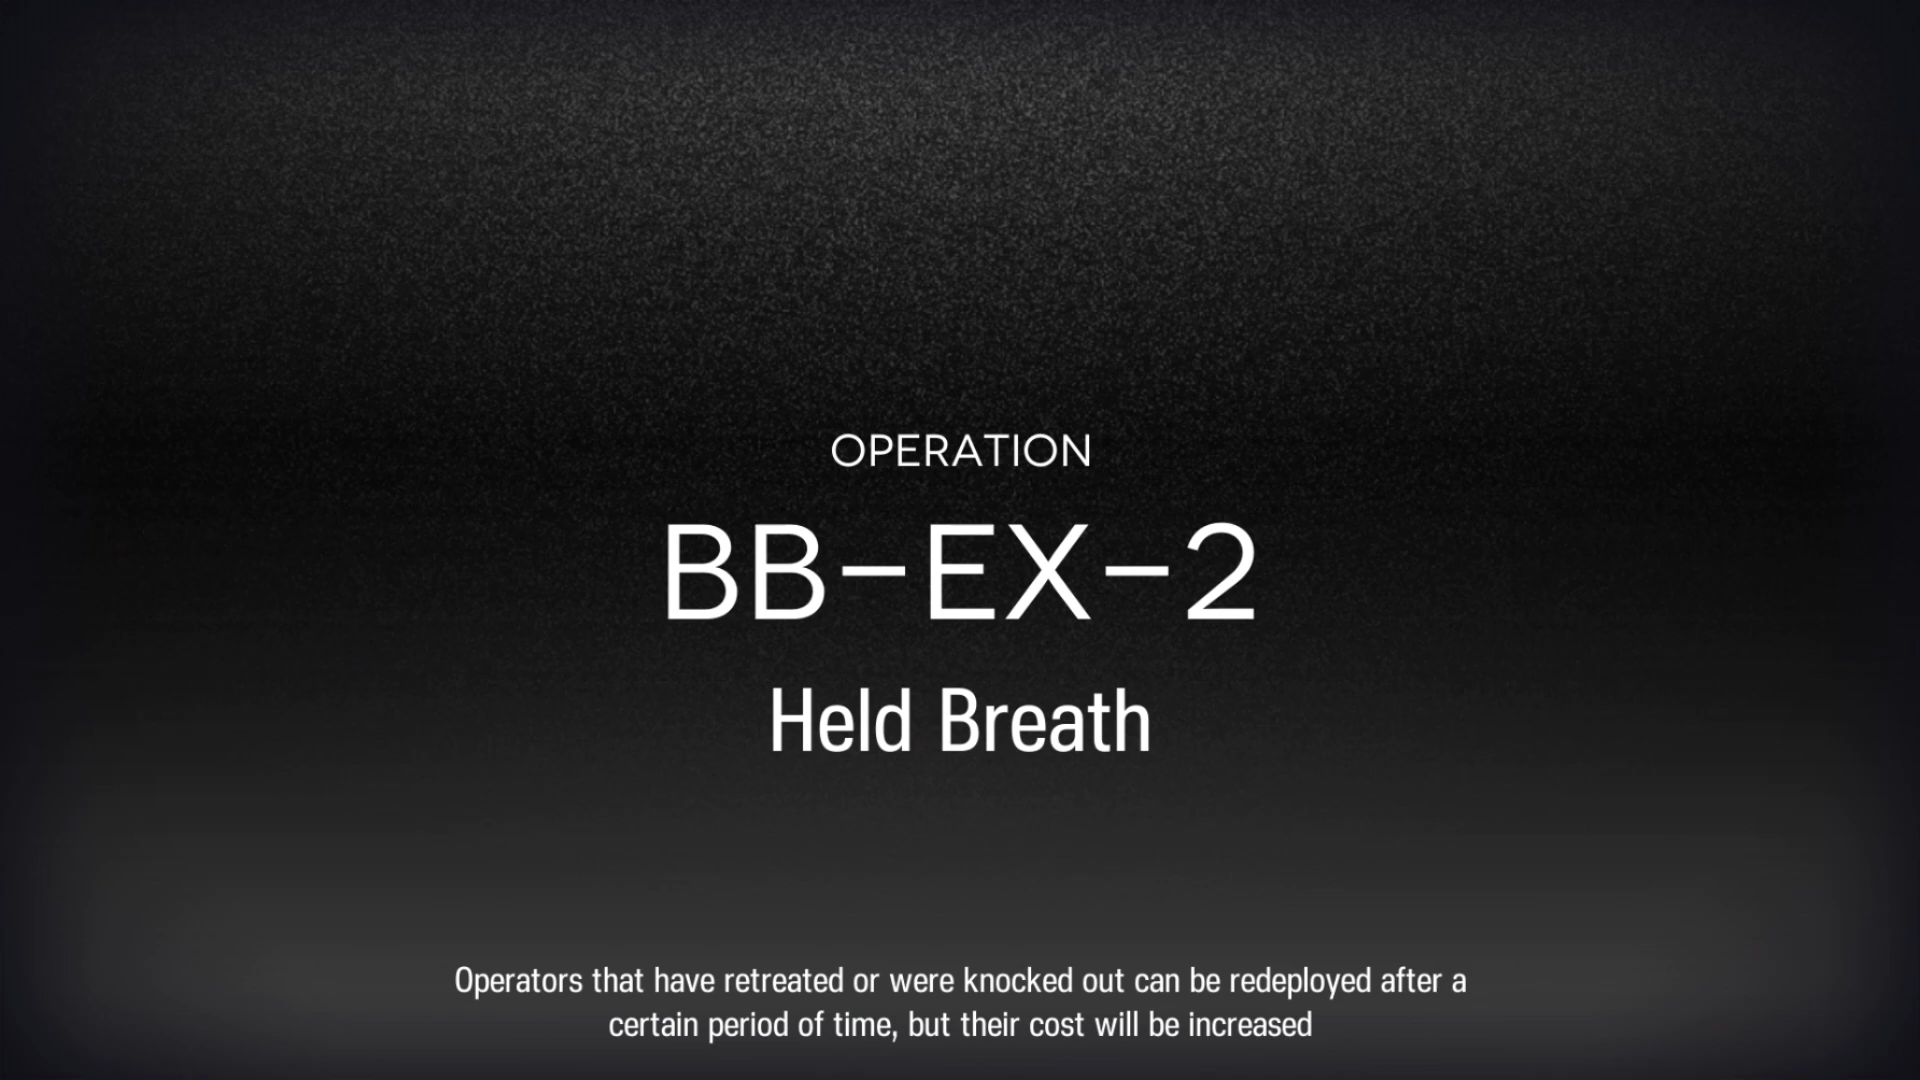 OPERATION
BB-EX-2
Held Breath
Operators that have retreated or were knocked out can be redeployed after a
certain period of time, but their cost will be increased